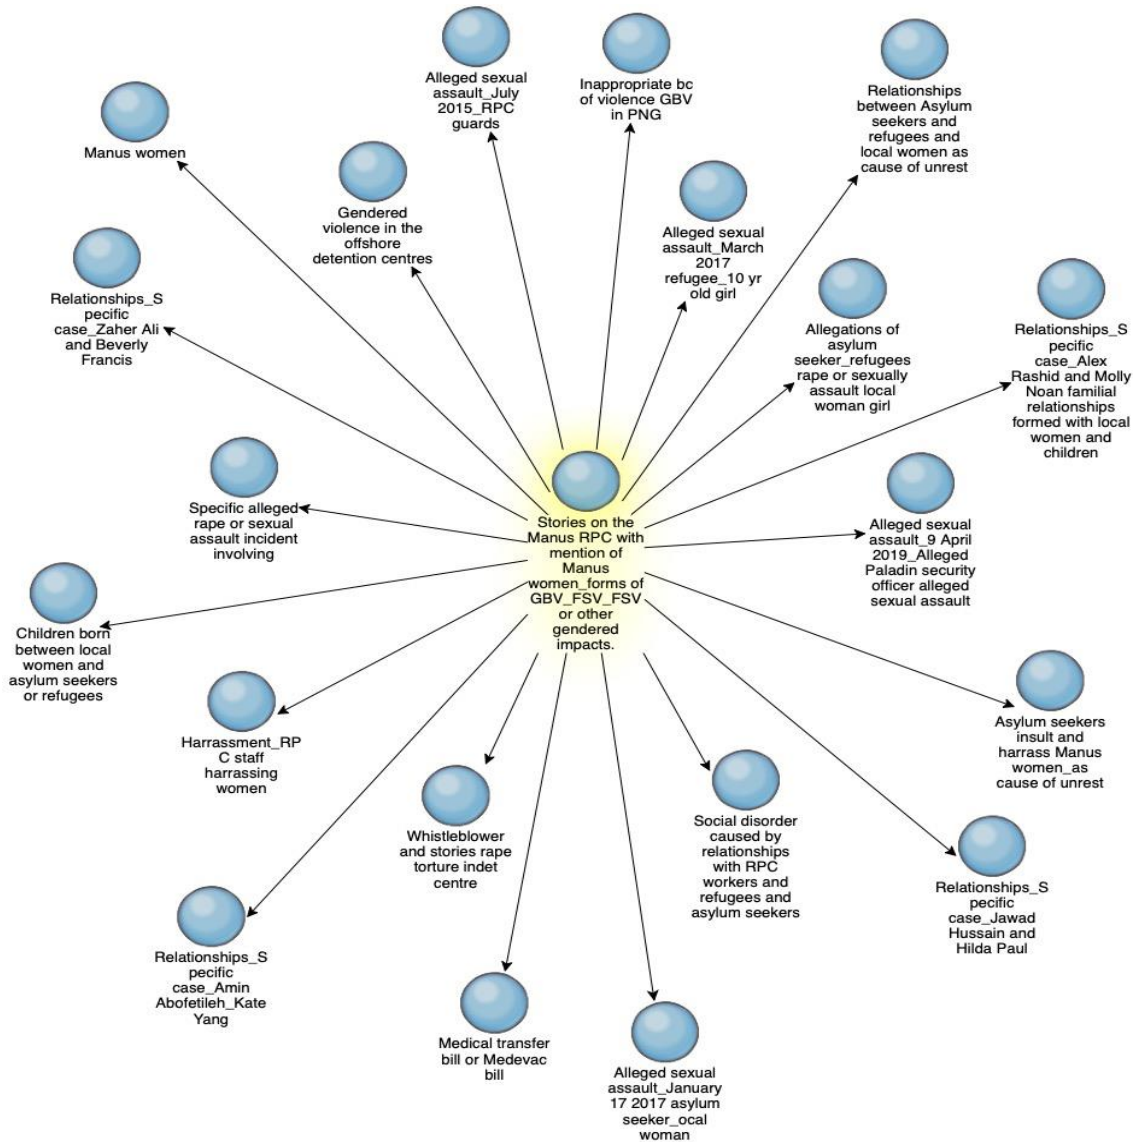 Alleged sexual
assault_July
2015_RPC
guards
Inappropriate bc
of violence GBV
in PNG
Relationships
between Asylum
seekers and
refugees and
local women as
cause of unrest
Manus women
Gendered
violence in the
offshore
detention centres
Alleged sexual
assault_March
2017
refugee_10 yr
old girl
Relationships_S
pecific
case_Zaher Ali
and Beverly
Francis
Allegations of
asylum
seeker_refugees
rape or sexually
assault local
woman girl
Relationships_S
pecific
case_Alex
Rashid and Molly
Noan familial
relationships
formed with local
women and
children
Specific alleged
rape or sexual
assault incident
involving
Stories on the
Manus RPC with
mention of
Manus
women_forms of
GBV_FSV_FSV
or other
gendered
impacts.
Alleged sexual
assault_9 April
2019_Alleged
Paladin security
officer alleged
sexual assault
Children born
between local
women and
asylum seekers
or refugees
Harrassment_RP
C staff
harrassing
women
Asylum seekers
insult and
harrass Manus
women_as
cause of unrest
Whistleblower
and stories rape
torture indet
centre
Social disorder
caused by
relationships
with RPC
workers and
refugees and
asylum seekers
Relationships_S
pecific
case_Jawad
Hussain and
Hilda Paul
Relationships_S
pecific
case_Amin
Abofetileh_Kate
Yang
Medical transfer
bill or Medevac
bill
Alleged sexual
assault_January
17 2017 asylum
seeker_ocal
woman